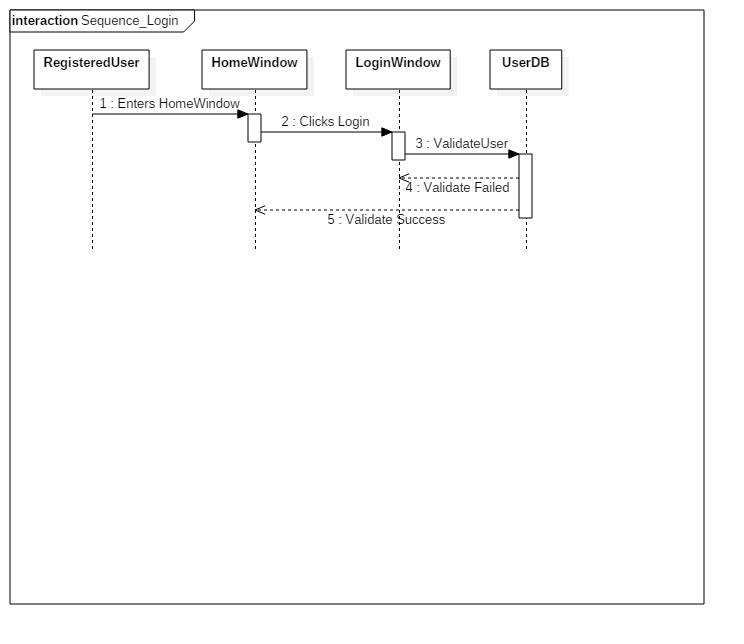 interaction Sequence_Login
RegisteredUser
HomeWindow
LoginWindow
UserDB
1 : Enters HomeWindow
2 : Clicks Login
3 : ValidateUser
4 : Validate Failed
5 : Validate Success